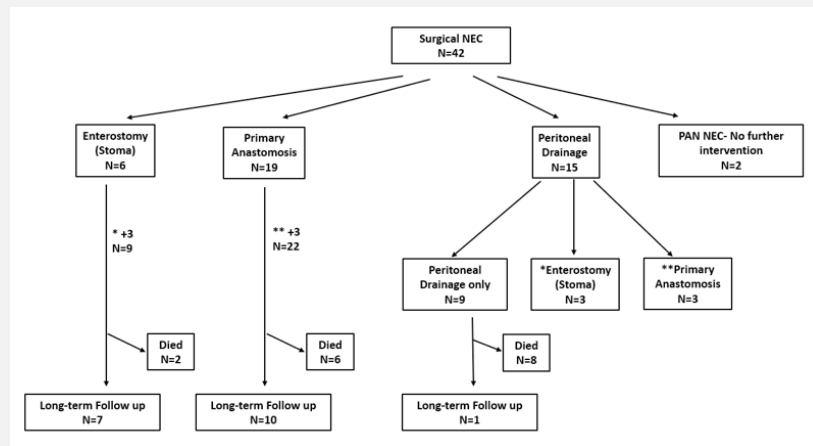 Surgical NEC
N=42
Enterostomy
(Stoma)
N=6
Primary
Anastomosis
N=19
Peritoneal
Drainage
N=15
PAN NEC- No further
intervention
N=2
* +3
N=9
** +3
N=22
Peritoneal
Drainage only
N=9
*Enterostomy
(Stoma)
N=3
**Primary
Anastomosis
N=3
Died
N=2
Died
N=6
Died
N=8
Long-term Follow up
N=7
Long-term Follow up
N=10
Long-term Follow up
N=1